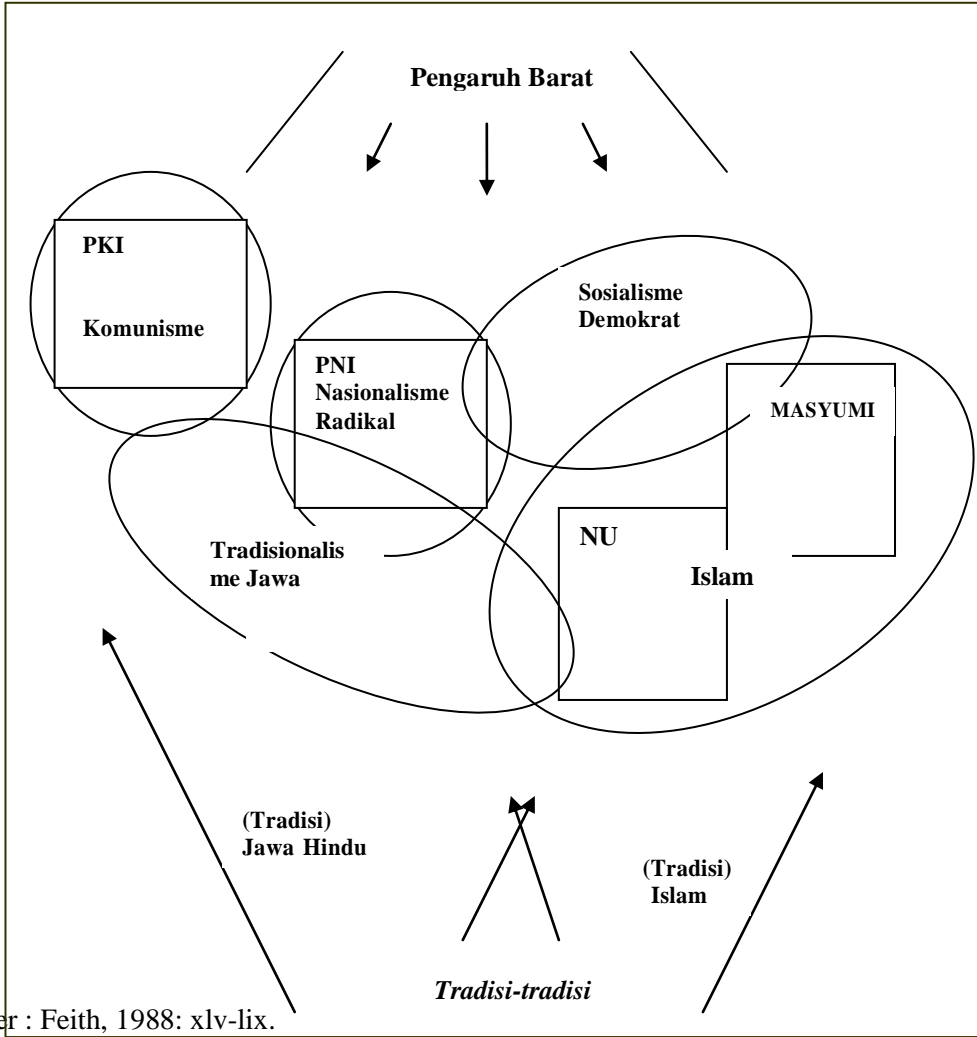 Pengaruh Barat
PKI
Komunisme
Sosialisme
Demokrat
PNI
Nasionalisme
Radikal
MASYUMI
NU
Tradisionalis
me Jawa
Islam
(Tradisi)
Jawa Hindu
(Tradisi)
Islam
Tradisi-tradisi
er : Feith, 1988: xlv-lix.